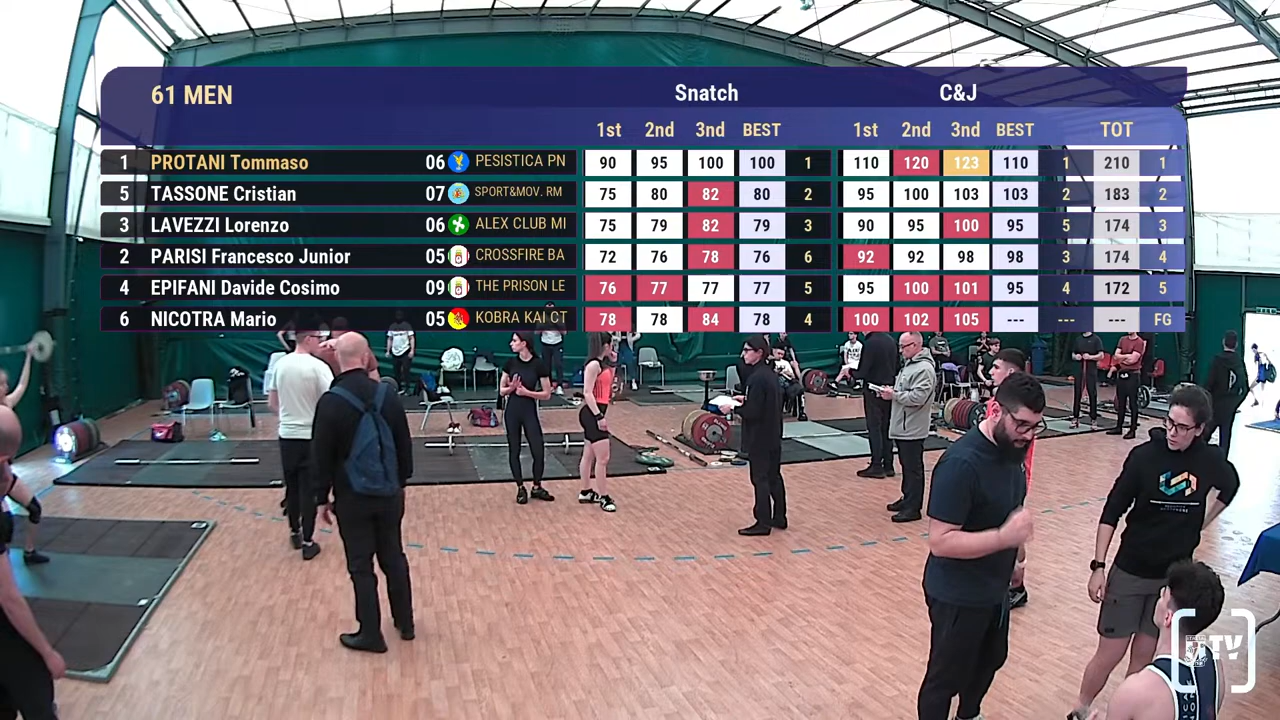 61 MEN Snatch C&J
1st 2nd 3nd BEST 1st 2nd 3nd BEST TOT
1 PROTANI Tommaso 06 PESISTICA PN 90 95 100 100 1 110 120 123 110 1 210 1
5 TASSONE Cristian 07 SPORT&MOV. RM 75 80 82 80 2 95 100 103 103 2 183 2
3 LAVEZZI Lorenzo 06 ALEX CLUB MI 75 79 82 79 3 90 95 100 95 5 174 3
2 PARISI Francesco Junior 05 CROSSFIRE BA 72 76 78 76 6 92 92 98 98 3 174 4
4 EPIFANI Davide Cosimo 09 THE PRISON LE 76 77 77 77 5 95 100 101 95 4 172 5
6 NICOTRA Mario 05 KOBRA KAI CT 78 78 84 78 4 100 102 105 --- --- --- FG
TV